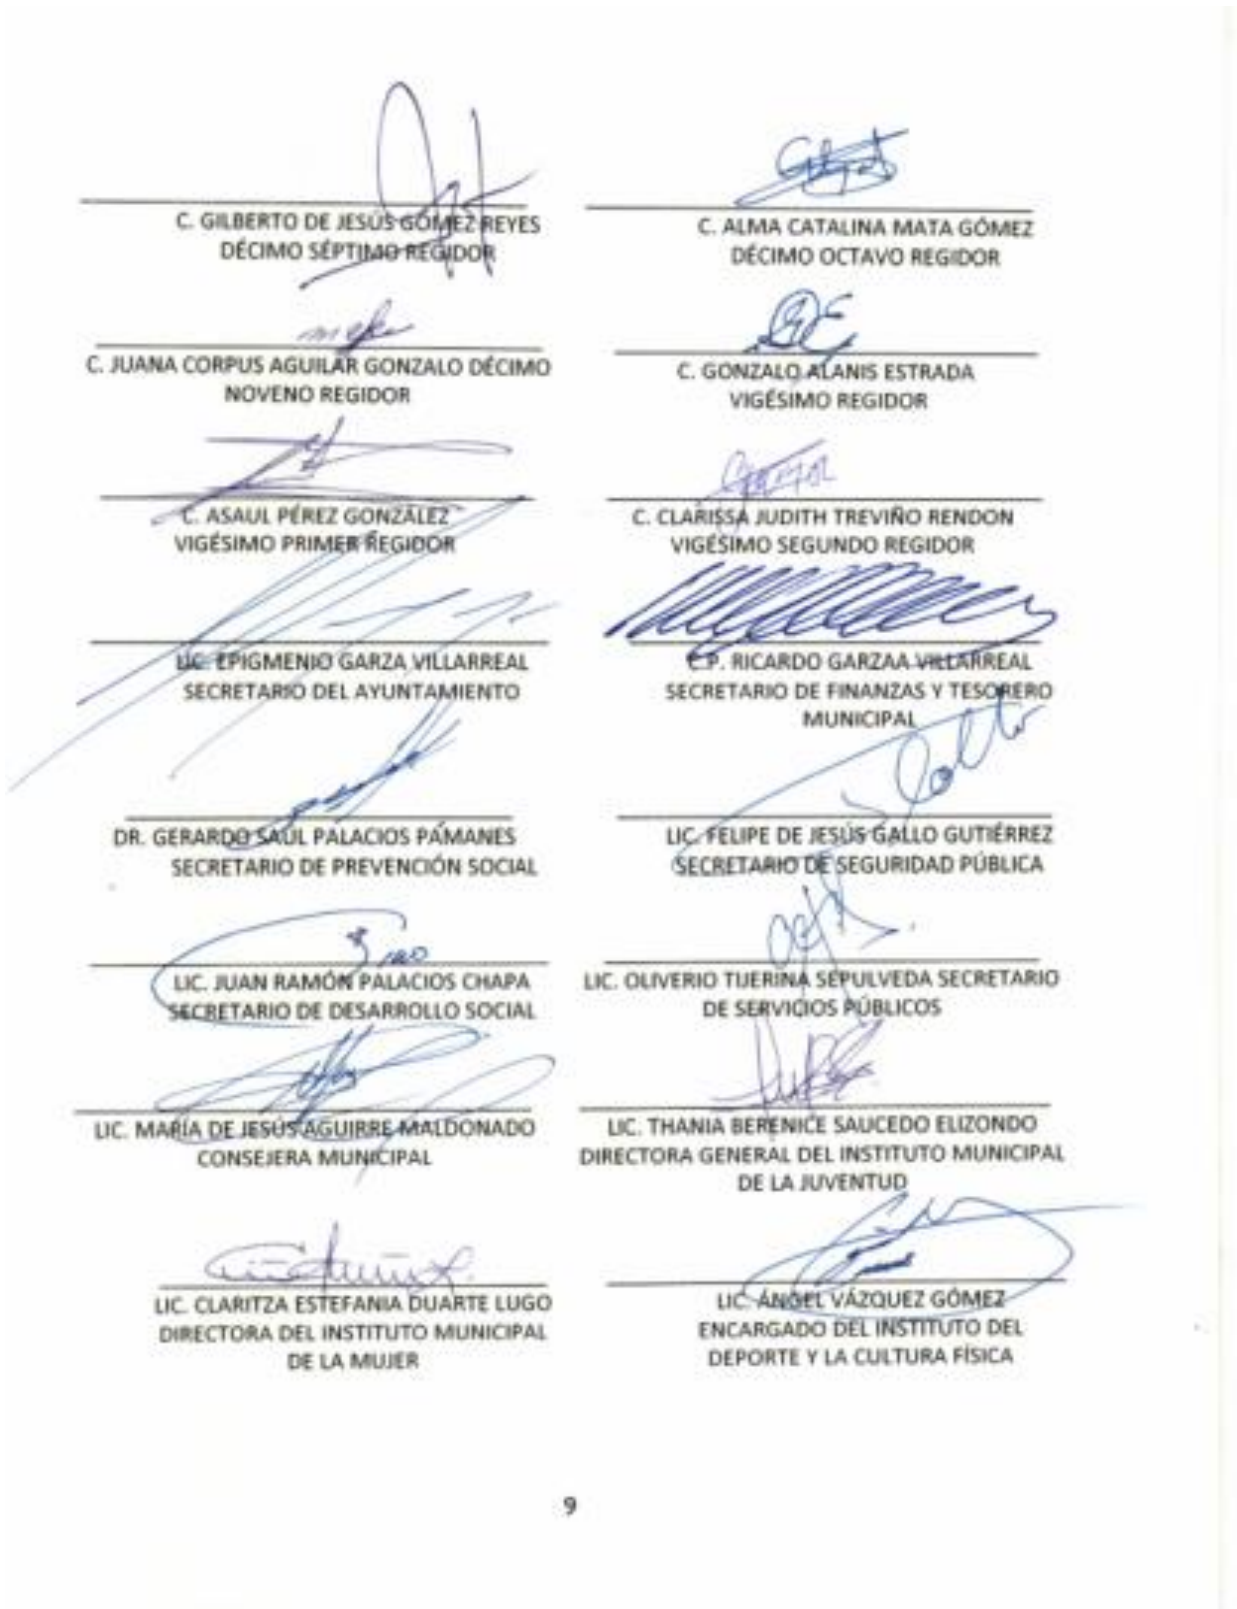 C. GILBERTO DE JESÚS GÓMEZ REYES
DÉCIMO SÉPTIMO REGIDOR
C. ALMA CATALINA MATA GÓMEZ
DÉCIMO OCTAVO REGIDOR
C. JUANA CORPUS AGUILAR GONZALO DÉCIMO
NOVENO REGIDOR
C. GONZALO ALANIS ESTRADA
VIGÉSIMO REGIDOR
C. ASAUL PÉREZ GONZÁLEZ
VIGÉSIMO PRIMER REGIDOR
C. CLARISSA JUDITH TREVIÑO RENDON
VIGÉSIMO SEGUNDO REGIDOR
LIC. EPIGMENIO GARZA VILLARREAL
SECRETARIO DEL AYUNTAMIENTO
C.P. RICARDO GARZAA VILLARREAL
SECRETARIO DE FINANZAS Y TESORERO
MUNICIPAL
DR. GERARDO SAÚL PALACIOS PÁMANES
SECRETARIO DE PREVENCIÓN SOCIAL
LIC. FELIPE DE JESÚS GALLO GUTIÉRREZ
SECRETARIO DE SEGURIDAD PÚBLICA
LIC. JUAN RAMÓN PALACIOS CHAPA
SECRETARIO DE DESARROLLO SOCIAL
LIC. OLIVERIO TIJERINA SEPULVEDA SECRETARIO
DE SERVICIOS PÚBLICOS
LIC. MARÍA DE JESÚS AGUIRRE MALDONADO
CONSEJERA MUNICIPAL
LIC. THANIA BERENICE SAUCEDO ELIZONDO
DIRECTORA GENERAL DEL INSTITUTO MUNICIPAL
DE LA JUVENTUD
LIC. CLARITZA ESTEFANIA DUARTE LUGO
DIRECTORA DEL INSTITUTO MUNICIPAL
DE LA MUJER
LIC. ÁNGEL VÁZQUEZ GÓMEZ
ENCARGADO DEL INSTITUTO DEL
DEPORTE Y LA CULTURA FÍSICA
9